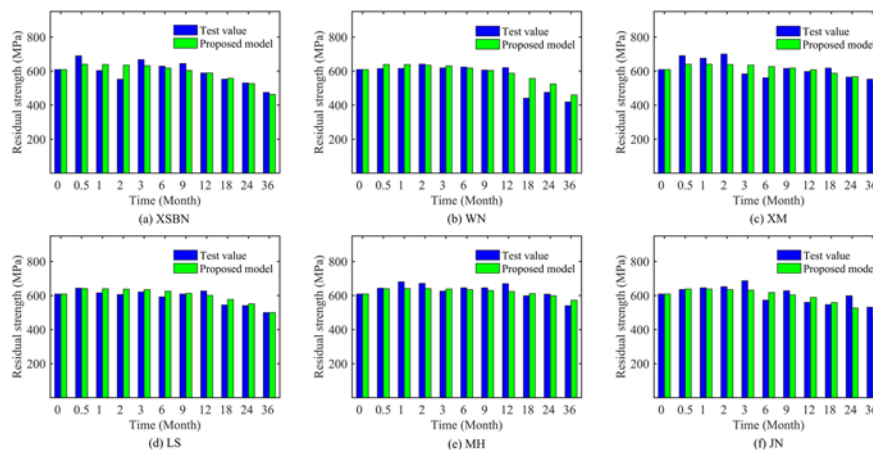 Residual strength (MPa)
800
600
400
200
Test value
Proposed model
0 0.5 1 2 3 6 9 12 18 24 36
Time (Month)
(a) XSBN
Residual strength (MPa)
800
600
400
200
Test value
Proposed model
0 0.5 1 2 3 6 9 12 18 24 36
Time (Month)
(b) WN
Residual strength (MPa)
800
600
400
200
Test value
Proposed model
0 0.5 1 2 3 6 9 12 18 24 36
Time (Month)
(c) XM
Residual strength (MPa)
800
600
400
200
Test value
Proposed model
0 0.5 1 2 3 6 9 12 18 24 36
Time (Month)
(d) LS
Residual strength (MPa)
800
600
400
200
Test value
Proposed model
0 0.5 1 2 3 6 9 12 18 24 36
Time (Month)
(e) MH
Residual strength (MPa)
800
600
400
200
Test value
Proposed model
0 0.5 1 2 3 6 9 12 18 24 36
Time (Month)
(f) JN